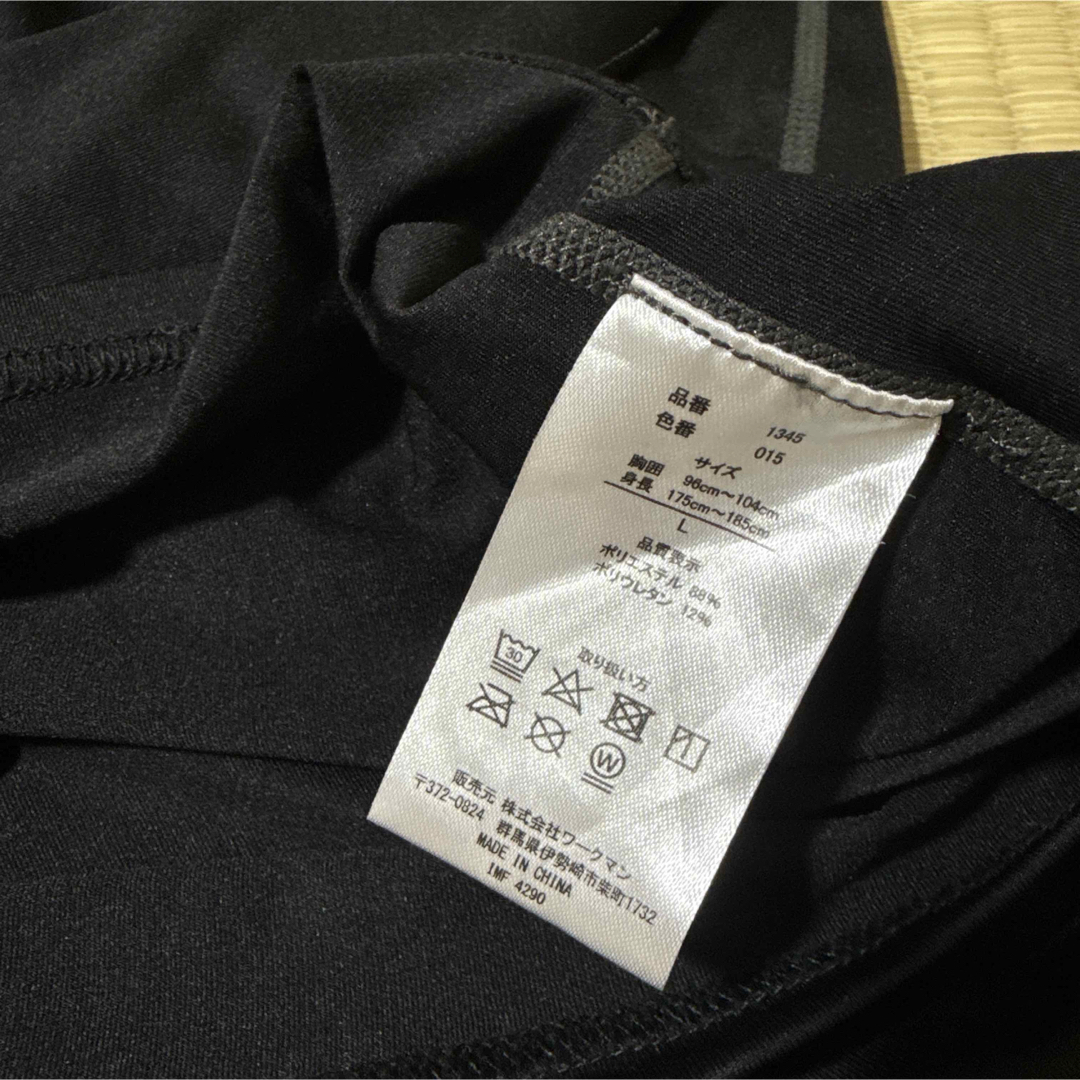 品番 1345
色番 015
サイズ
胸囲 96cm～104cm
身長 175cm～185cm
L
品質表示
ポリエステル 88%
ポリウレタン 12%
取り扱い方
30
W
販売元 株式会社ワークマン
〒372-0824 群馬県伊勢崎市柴町1732
MADE IN CHINA
IMF 4290